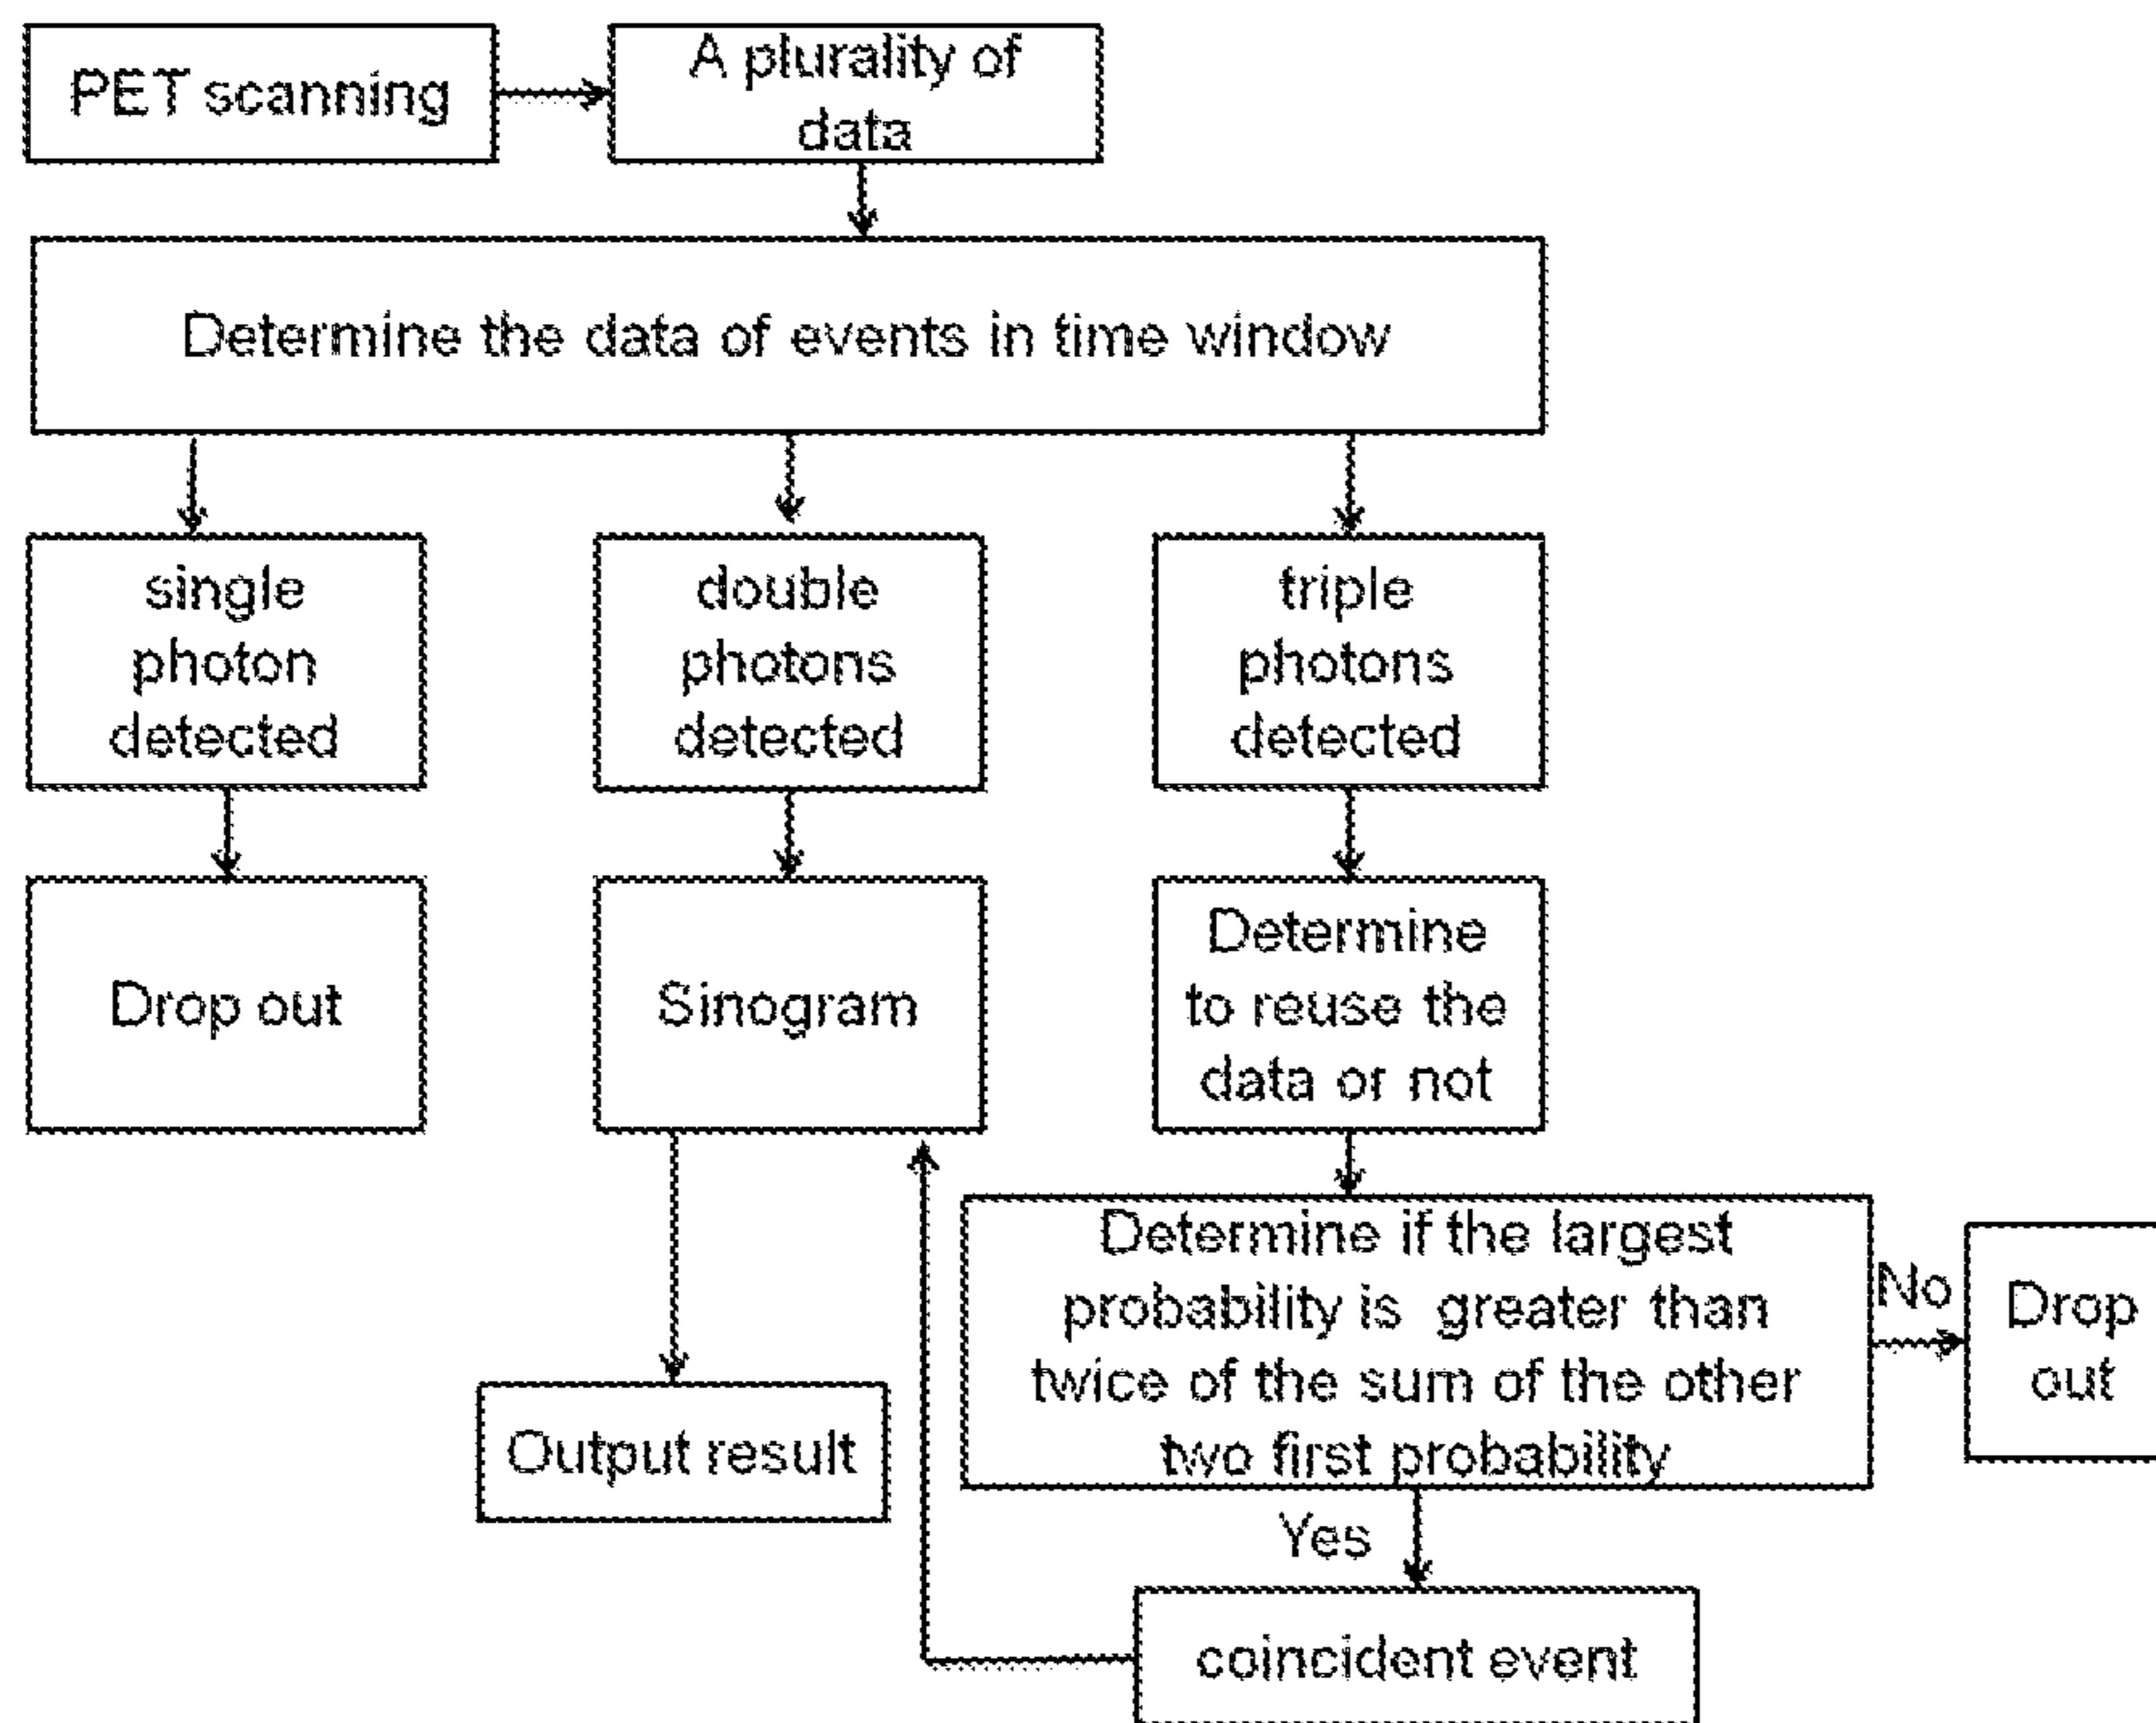 PET scanning
A plurality of
data
Determine the data of events in time window
single
photon
detected
double
photons
detected
triple
photons
detected
Drop out
Sinogram
Determine
to reuse the
data or not
Determine if the largest
probability is greater than
twice of the sum of the other
two first probability
No
Drop
out
Output result
Yes
coincident event